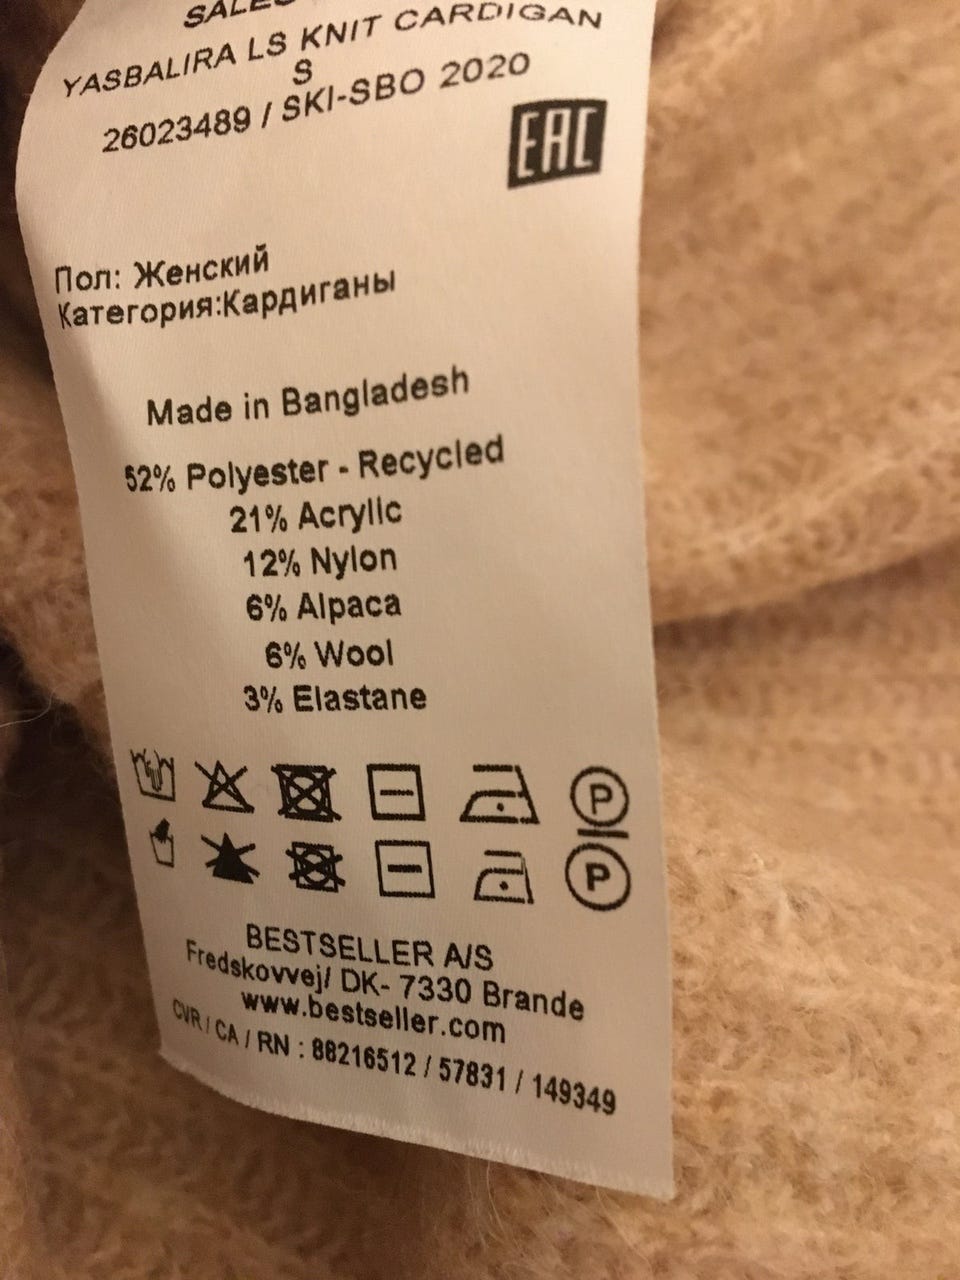 YASBALIRA LS KNIT CARDIGAN
S
26023489 / SKI-SBO 2020
EAC
Пол: Женский
Категория:Кардиганы
Made in Bangladesh
52% Polyester - Recycled
21% Acrylic
12% Nylon
6% Alpaca
6% Wool
3% Elastane
P
P
BESTSELLER A/S
Fredskovvej/ DK- 7330 Brande
www.bestseller.com
CVR / CA / RN : 88216512 / 57831 / 149349